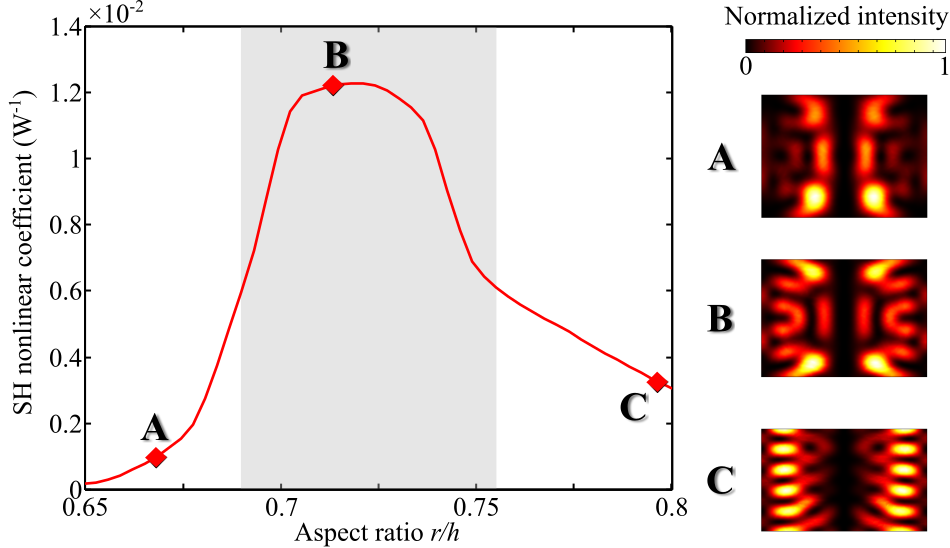 ×10⁻²
1.4
1.2
1
0.8
0.6
0.4
0.2
0
SH nonlinear coefficient (W⁻¹)
A
B
C
0.65
0.7
0.75
0.8
Aspect ratio r/h
Normalized intensity
0
1
A
B
C